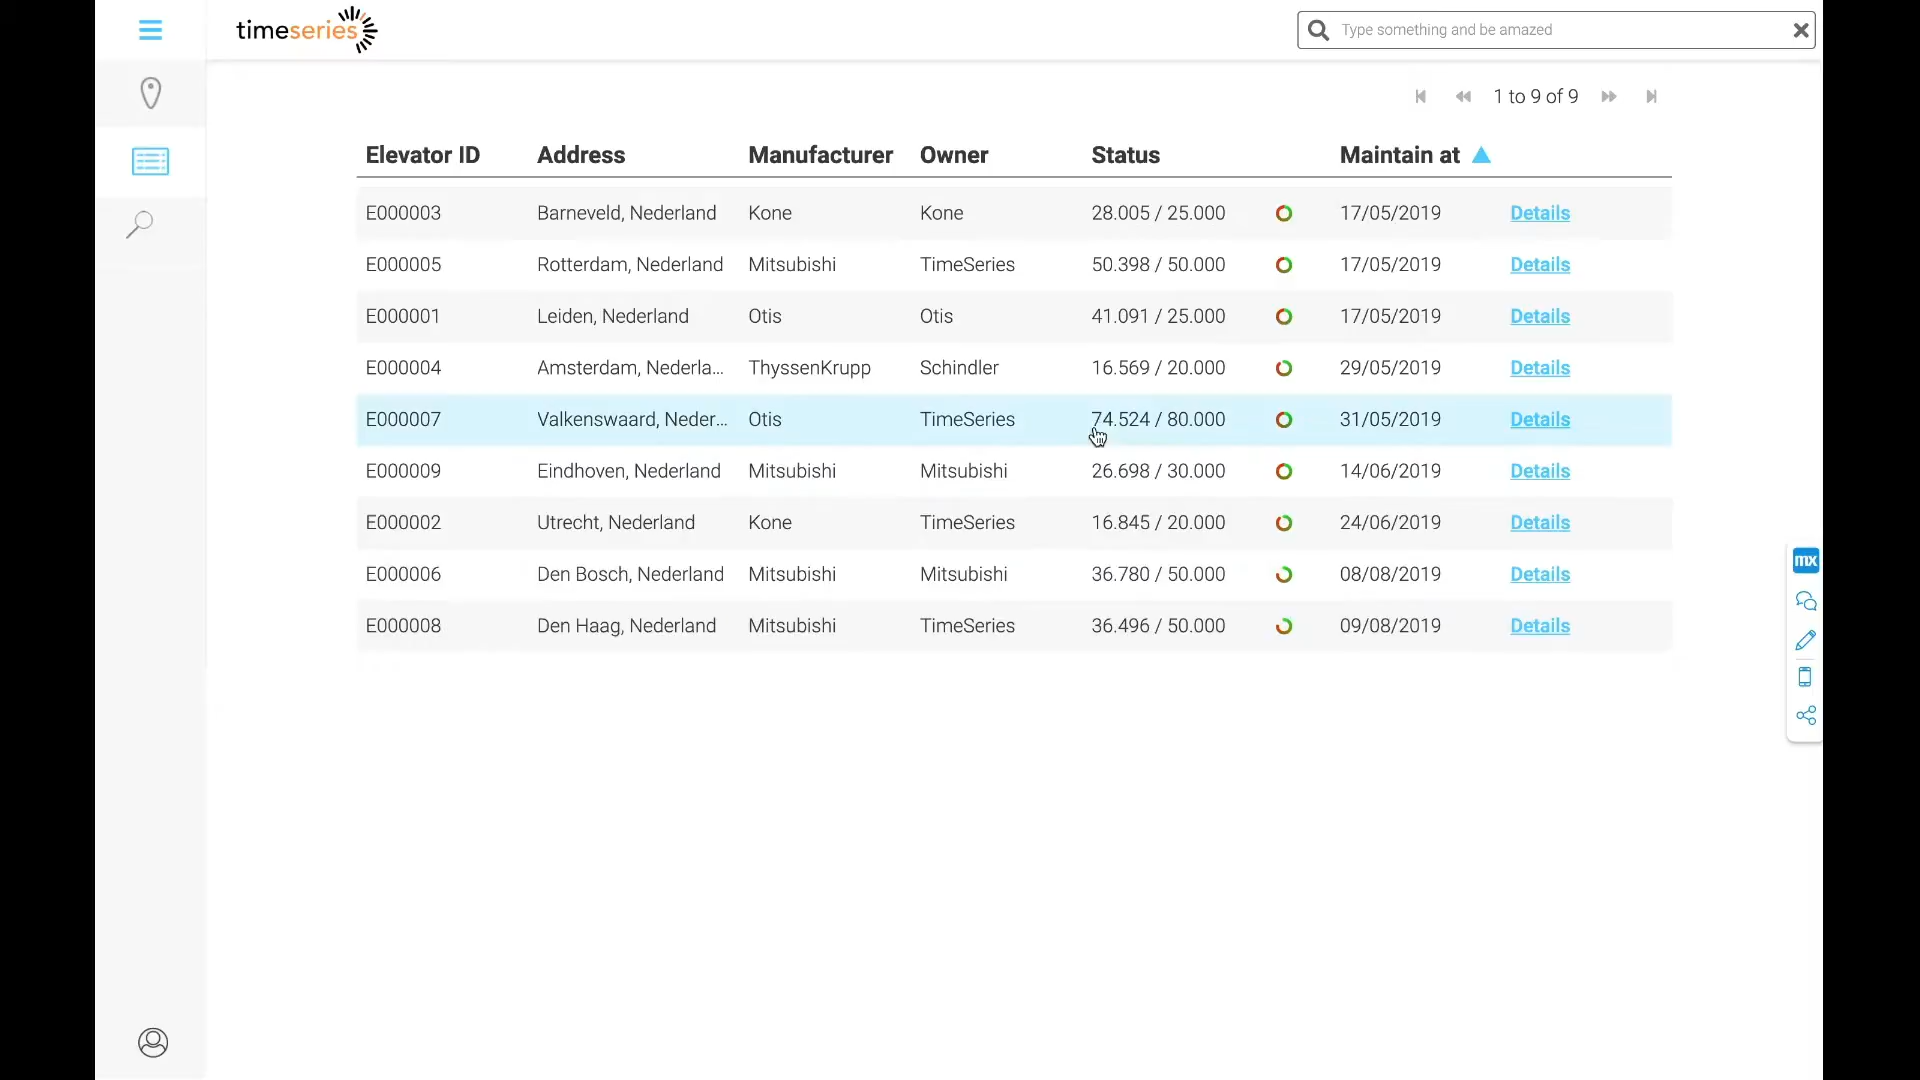 timeseries
Type something and be amazed
1 to 9 of 9
Elevator ID Address Manufacturer Owner Status Maintain at
E000003 Barneveld, Nederland Kone Kone 28.005 / 25.000 17/05/2019 Details
E000005 Rotterdam, Nederland Mitsubishi TimeSeries 50.398 / 50.000 17/05/2019 Details
E000001 Leiden, Nederland Otis Otis 41.091 / 25.000 17/05/2019 Details
E000004 Amsterdam, Nederla... ThyssenKrupp Schindler 16.569 / 20.000 29/05/2019 Details
E000007 Valkenswaard, Neder... Otis TimeSeries 74.524 / 80.000 31/05/2019 Details
E000009 Eindhoven, Nederland Mitsubishi Mitsubishi 26.698 / 30.000 14/06/2019 Details
E000002 Utrecht, Nederland Kone TimeSeries 16.845 / 20.000 24/06/2019 Details
E000006 Den Bosch, Nederland Mitsubishi Mitsubishi 36.780 / 50.000 08/08/2019 Details
mx
E000008 Den Haag, Nederland Mitsubishi TimeSeries 36.496 / 50.000 09/08/2019 Details